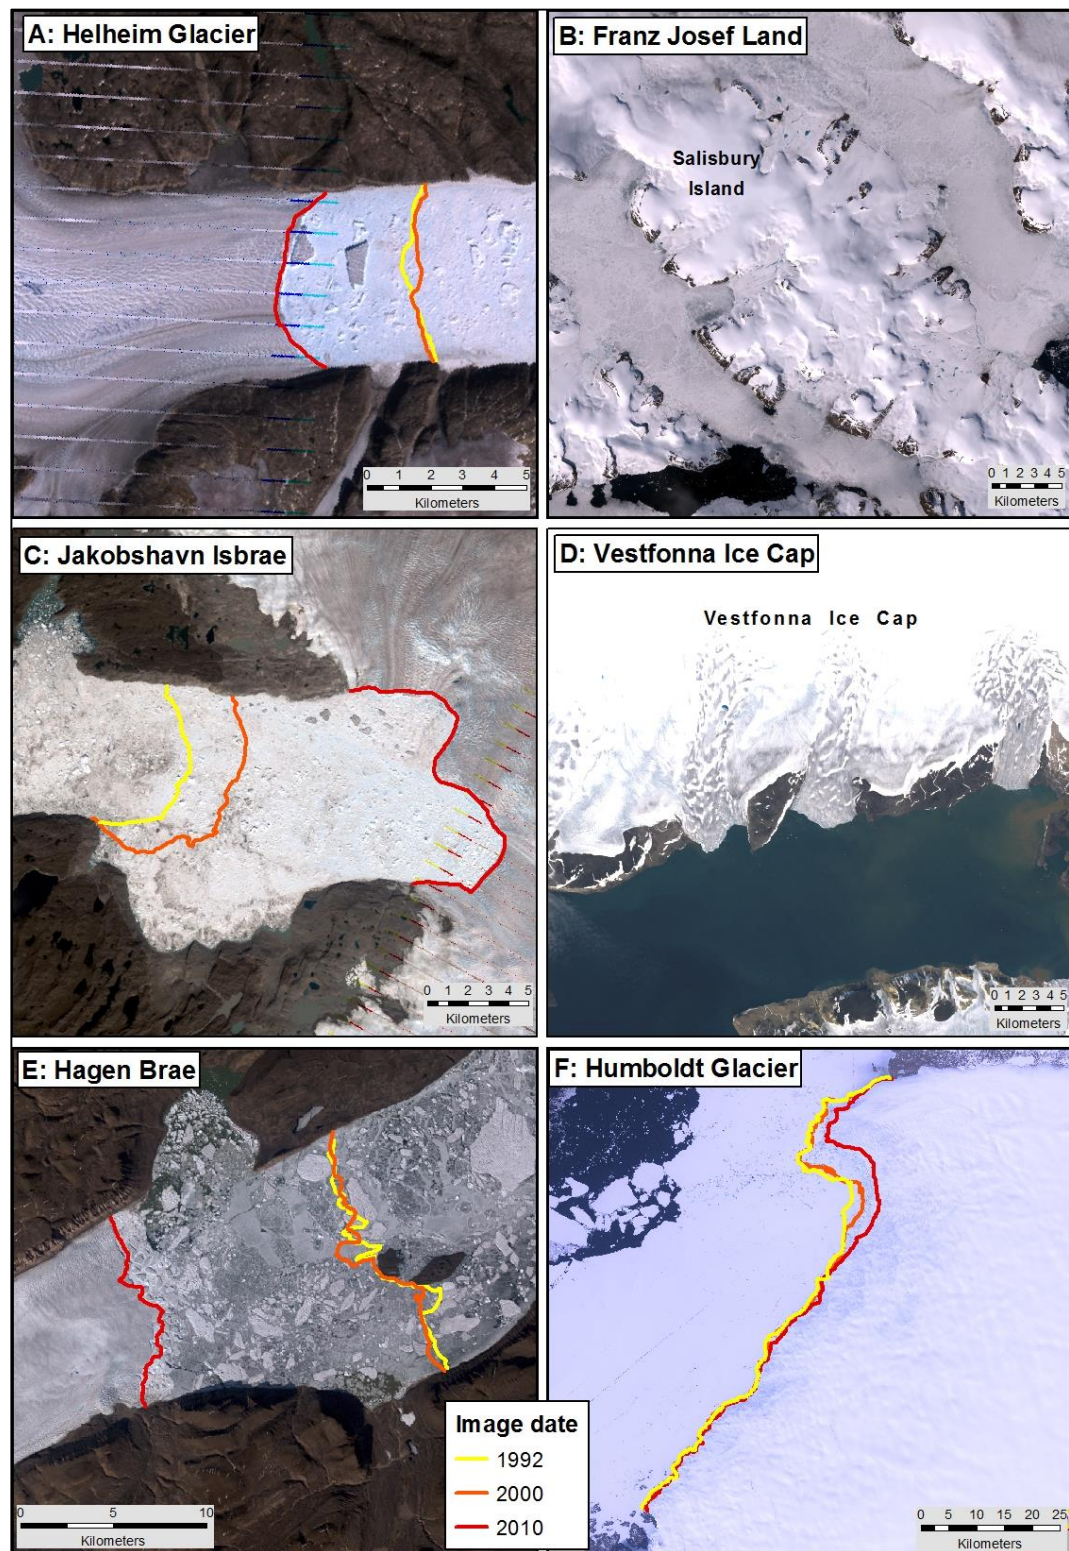 A: Helheim Glacier
0 1 2 3 4 5
Kilometers
B: Franz Josef Land
Salisbury
Island
0 1 2 3 4 5
Kilometers
C: Jakobshavn Isbrae
0 1 2 3 4 5
Kilometers
D: Vestfonna Ice Cap
Vestfonna Ice Cap
0 1 2 3 4 5
Kilometers
E: Hagen Brae
0 5 10
Kilometers
F: Humboldt Glacier
0 5 10 15 20 25
Kilometers
Image date
1992
2000
2010